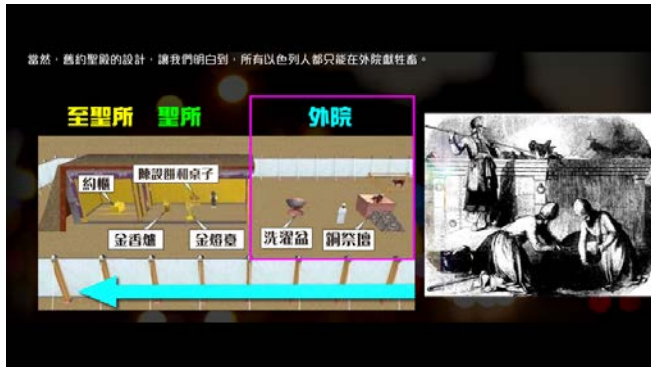 當然，舊約聖殿的設計，讓我們明白到，所有以色列人都只能在外院獻牲畜。
至聖所 聖所 外院
陳設餅和桌子
約櫃
金香爐 金燈臺 洗濯盆 銅祭壇